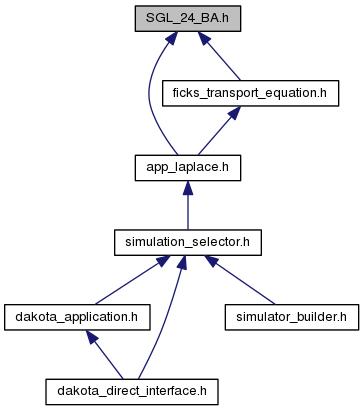 SGL_24_BA.h
ficks_transport_equation.h
app_laplace.h
simulation_selector.h
dakota_application.h
simulator_builder.h
dakota_direct_interface.h